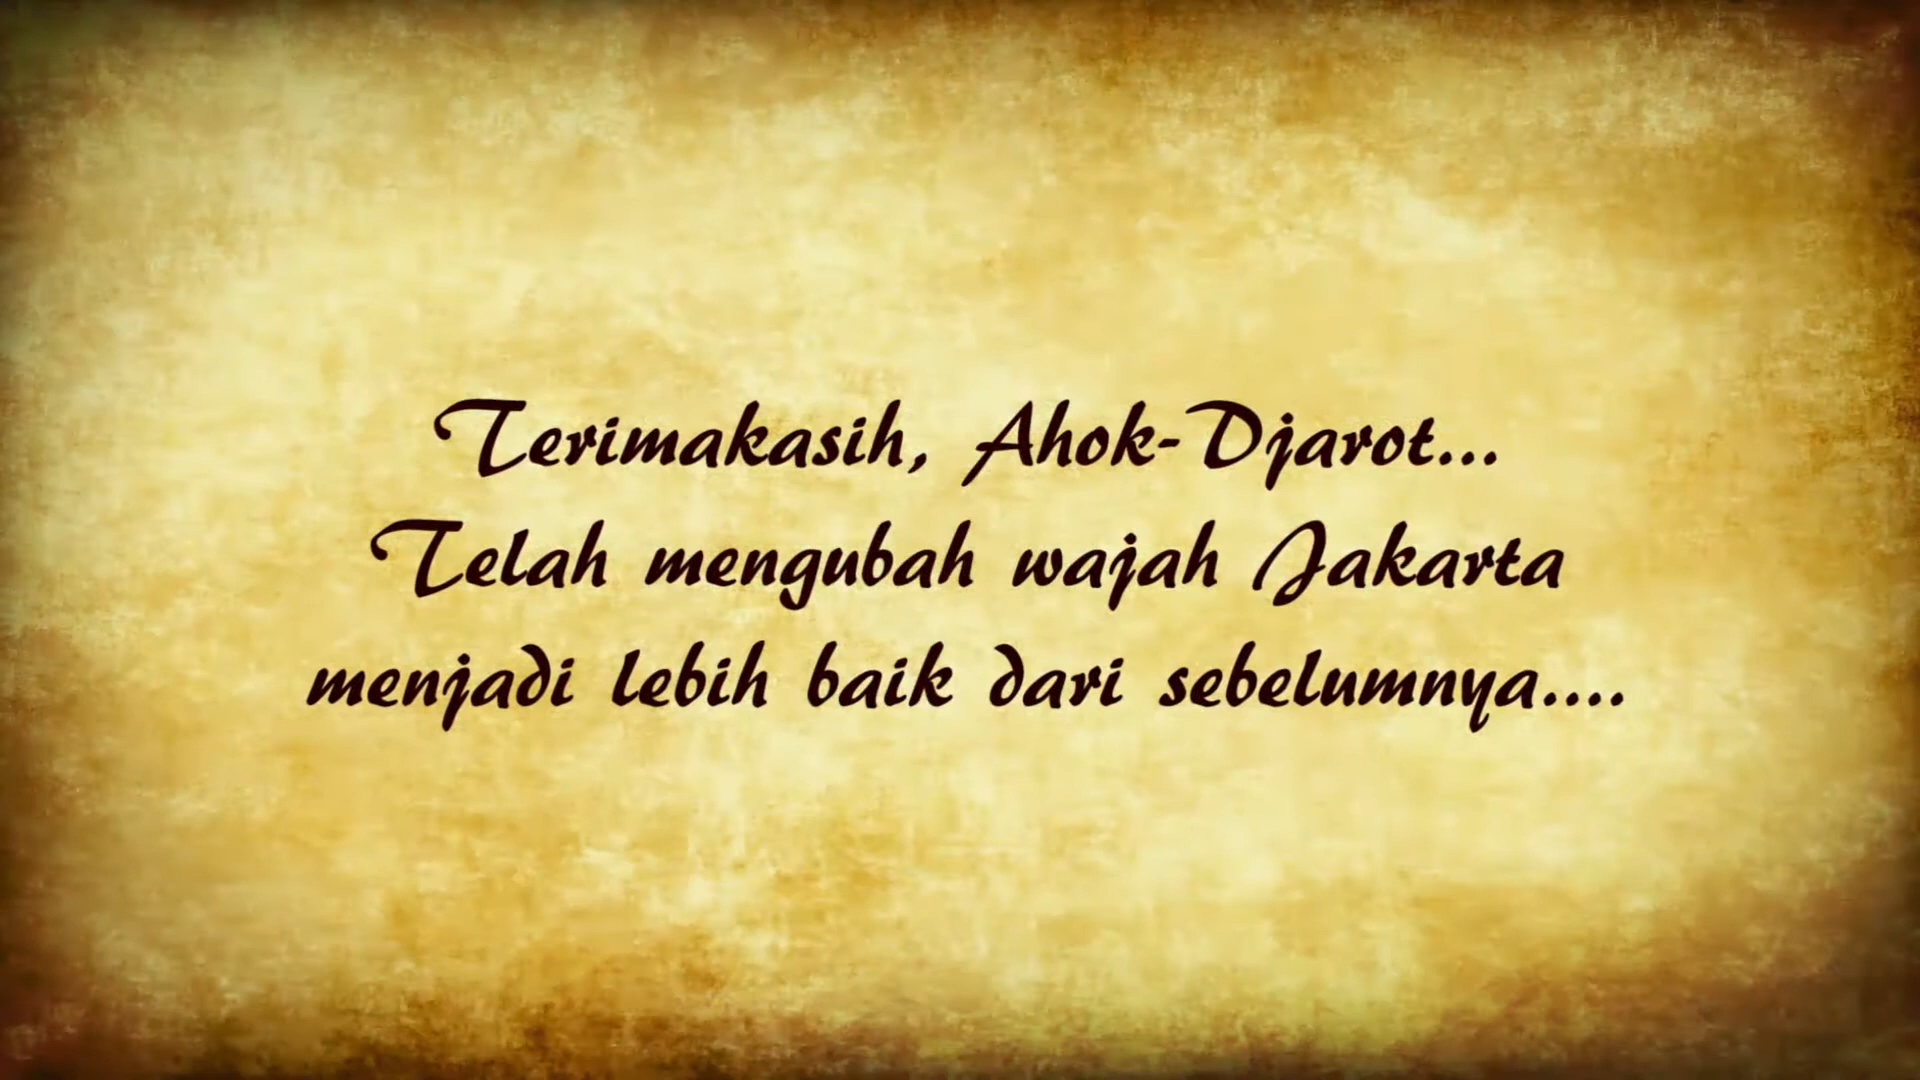 Terimakasih, Ahok-Djarot...
Telah mengubah wajah Jakarta
menjadi lebih baik dari sebelumnya....